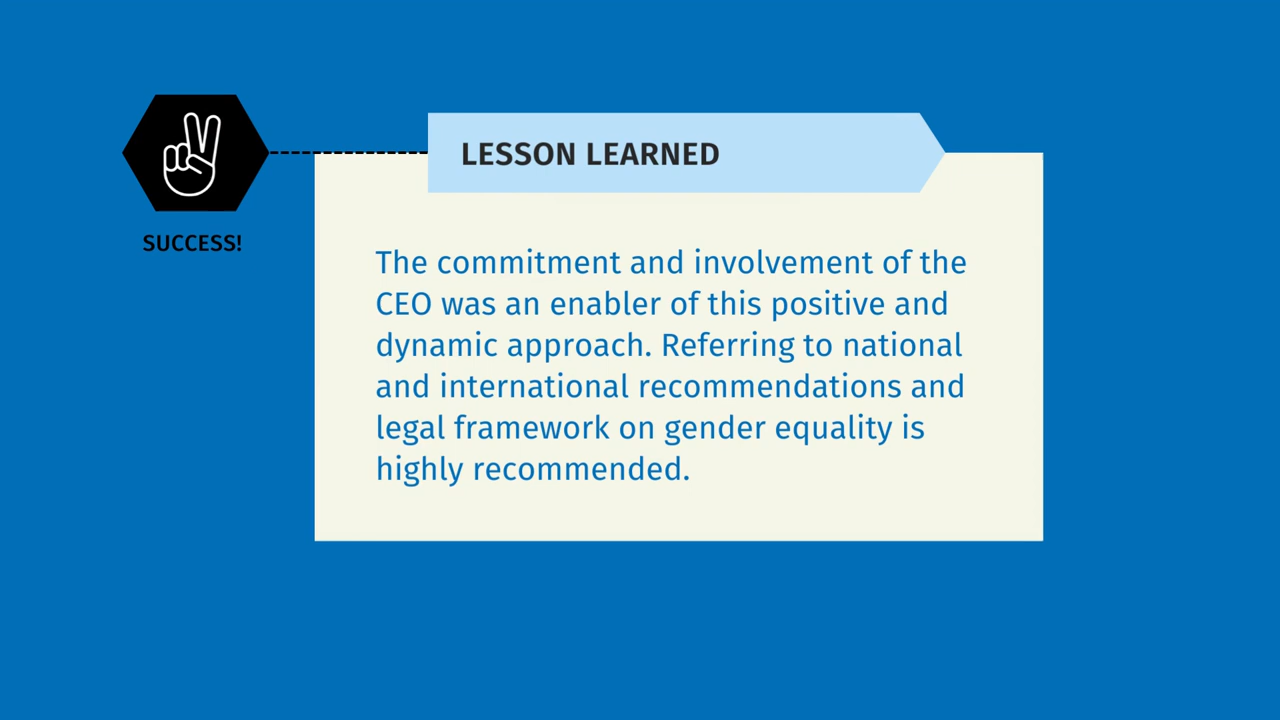 LESSON LEARNED
SUCCESS!
The commitment and involvement of the
CEO was an enabler of this positive and
dynamic approach. Referring to national
and international recommendations and
legal framework on gender equality is
highly recommended.